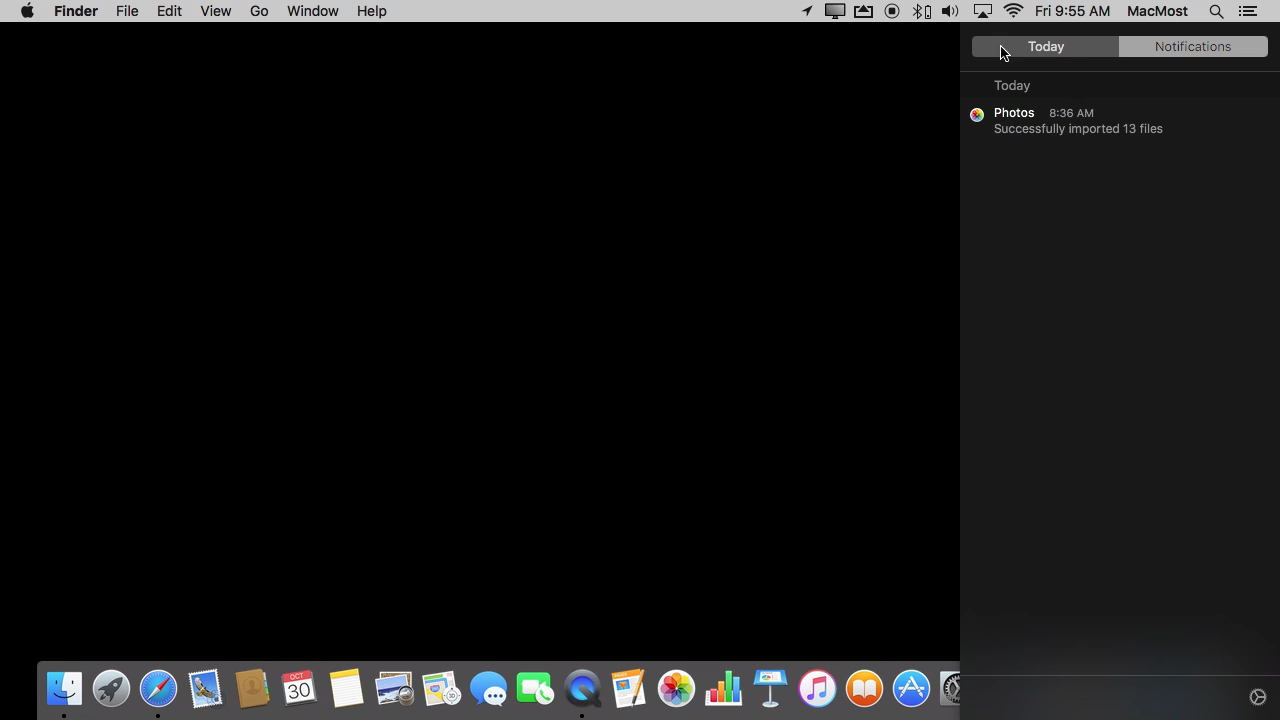 Finder File Edit View Go Window Help Fri 9:55 AM MacMost
Today Notifications
Today
Photos 8:36 AM
Successfully imported 13 files
OCT
30